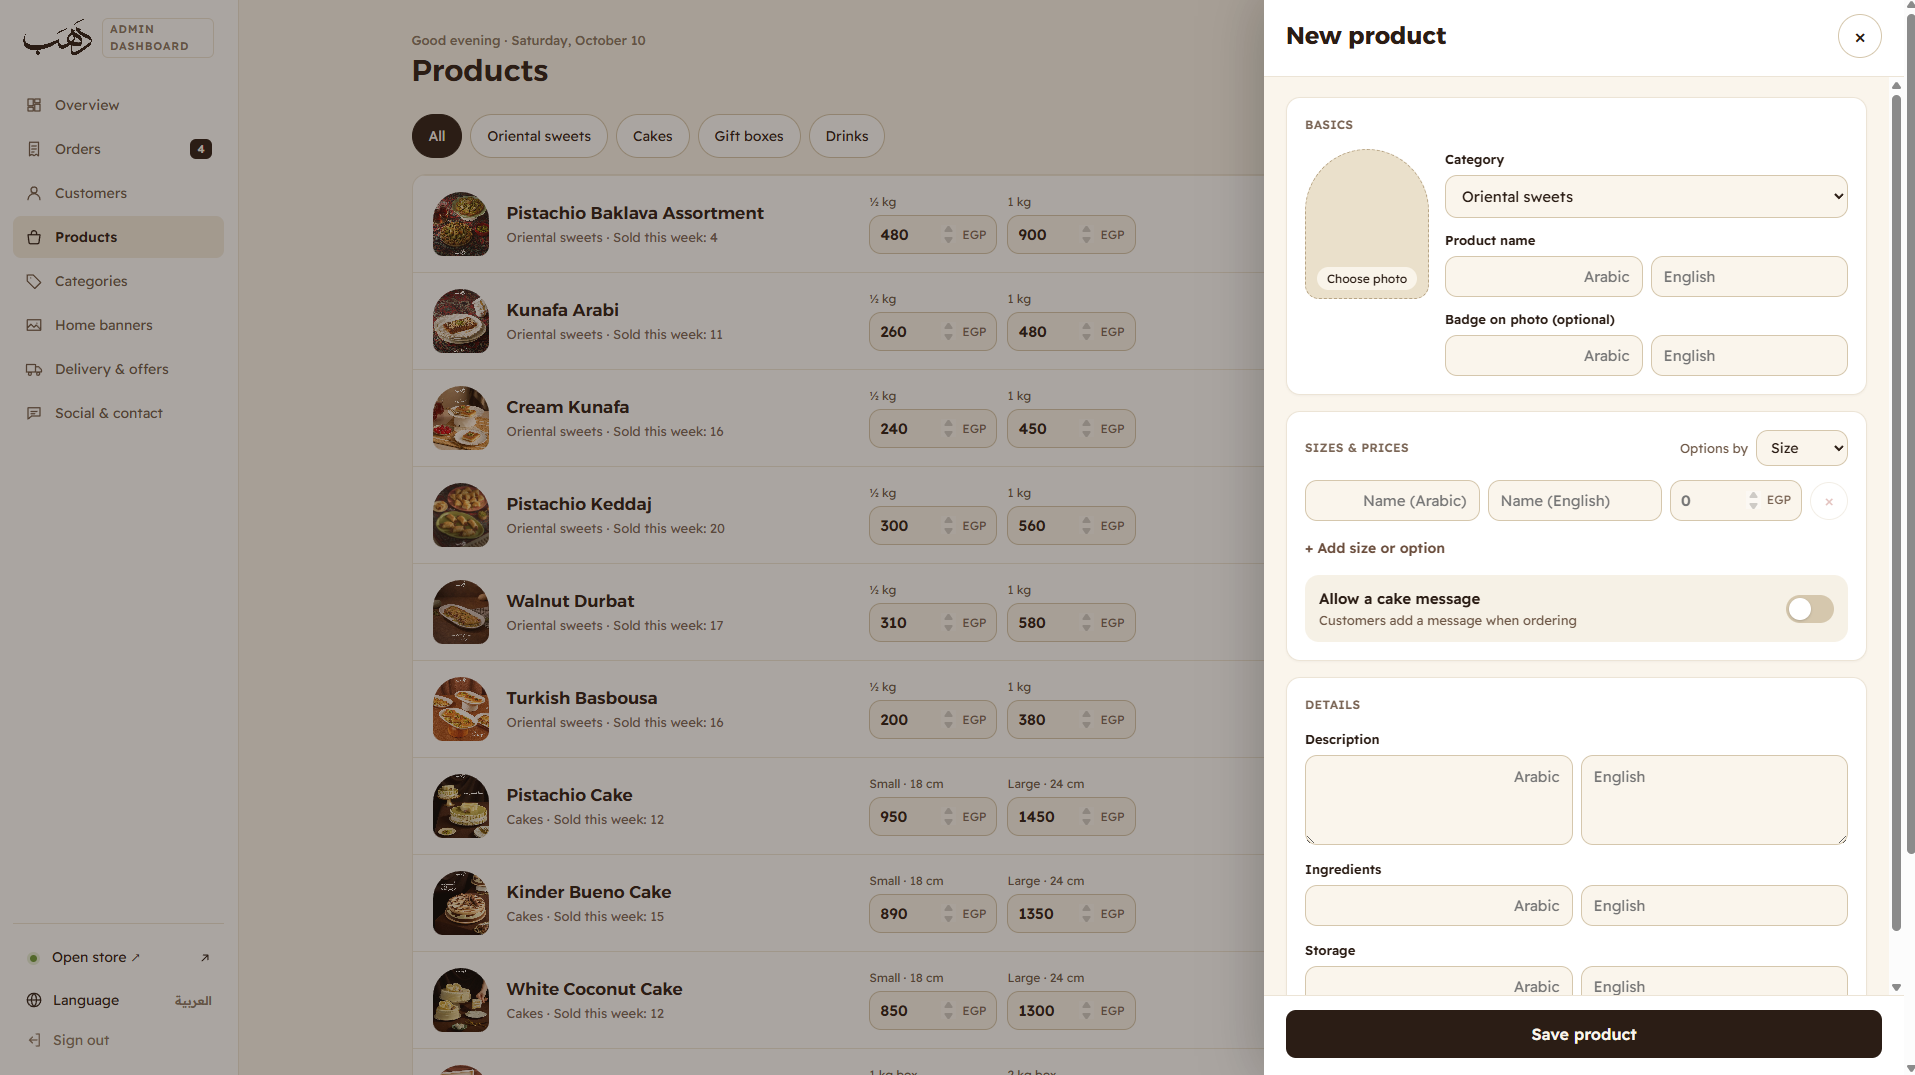 ذهب
ADMIN
DASHBOARD
Overview
Orders
4
Customers
Products
Categories
Home banners
Delivery & offers
Social & contact
Open store ↗
↗
Language
العربية
Sign out
Good evening · Saturday, October 10
Products
All
Oriental sweets
Cakes
Gift boxes
Drinks
Pistachio Baklava Assortment
Oriental sweets · Sold this week: 4
½ kg
480 EGP
1 kg
900 EGP
Kunafa Arabi
Oriental sweets · Sold this week: 11
½ kg
260 EGP
1 kg
480 EGP
Cream Kunafa
Oriental sweets · Sold this week: 16
½ kg
240 EGP
1 kg
450 EGP
Pistachio Keddaj
Oriental sweets · Sold this week: 20
½ kg
300 EGP
1 kg
560 EGP
Walnut Durbat
Oriental sweets · Sold this week: 17
½ kg
310 EGP
1 kg
580 EGP
Turkish Basbousa
Oriental sweets · Sold this week: 16
½ kg
200 EGP
1 kg
380 EGP
Pistachio Cake
Cakes · Sold this week: 12
Small · 18 cm
950 EGP
Large · 24 cm
1450 EGP
Kinder Bueno Cake
Cakes · Sold this week: 15
Small · 18 cm
890 EGP
Large · 24 cm
1350 EGP
White Coconut Cake
Cakes · Sold this week: 12
Small · 18 cm
850 EGP
Large · 24 cm
1300 EGP
1 kg box
2 kg box
New product
×
BASICS
Choose photo
Category
Oriental sweets
Product name
Arabic
English
Badge on photo (optional)
Arabic
English
SIZES & PRICES
Options by
Size
Name (Arabic)
Name (English)
0 EGP
×
+ Add size or option
Allow a cake message
Customers add a message when ordering
DETAILS
Description
Arabic
English
Ingredients
Arabic
English
Storage
Arabic
English
Save product